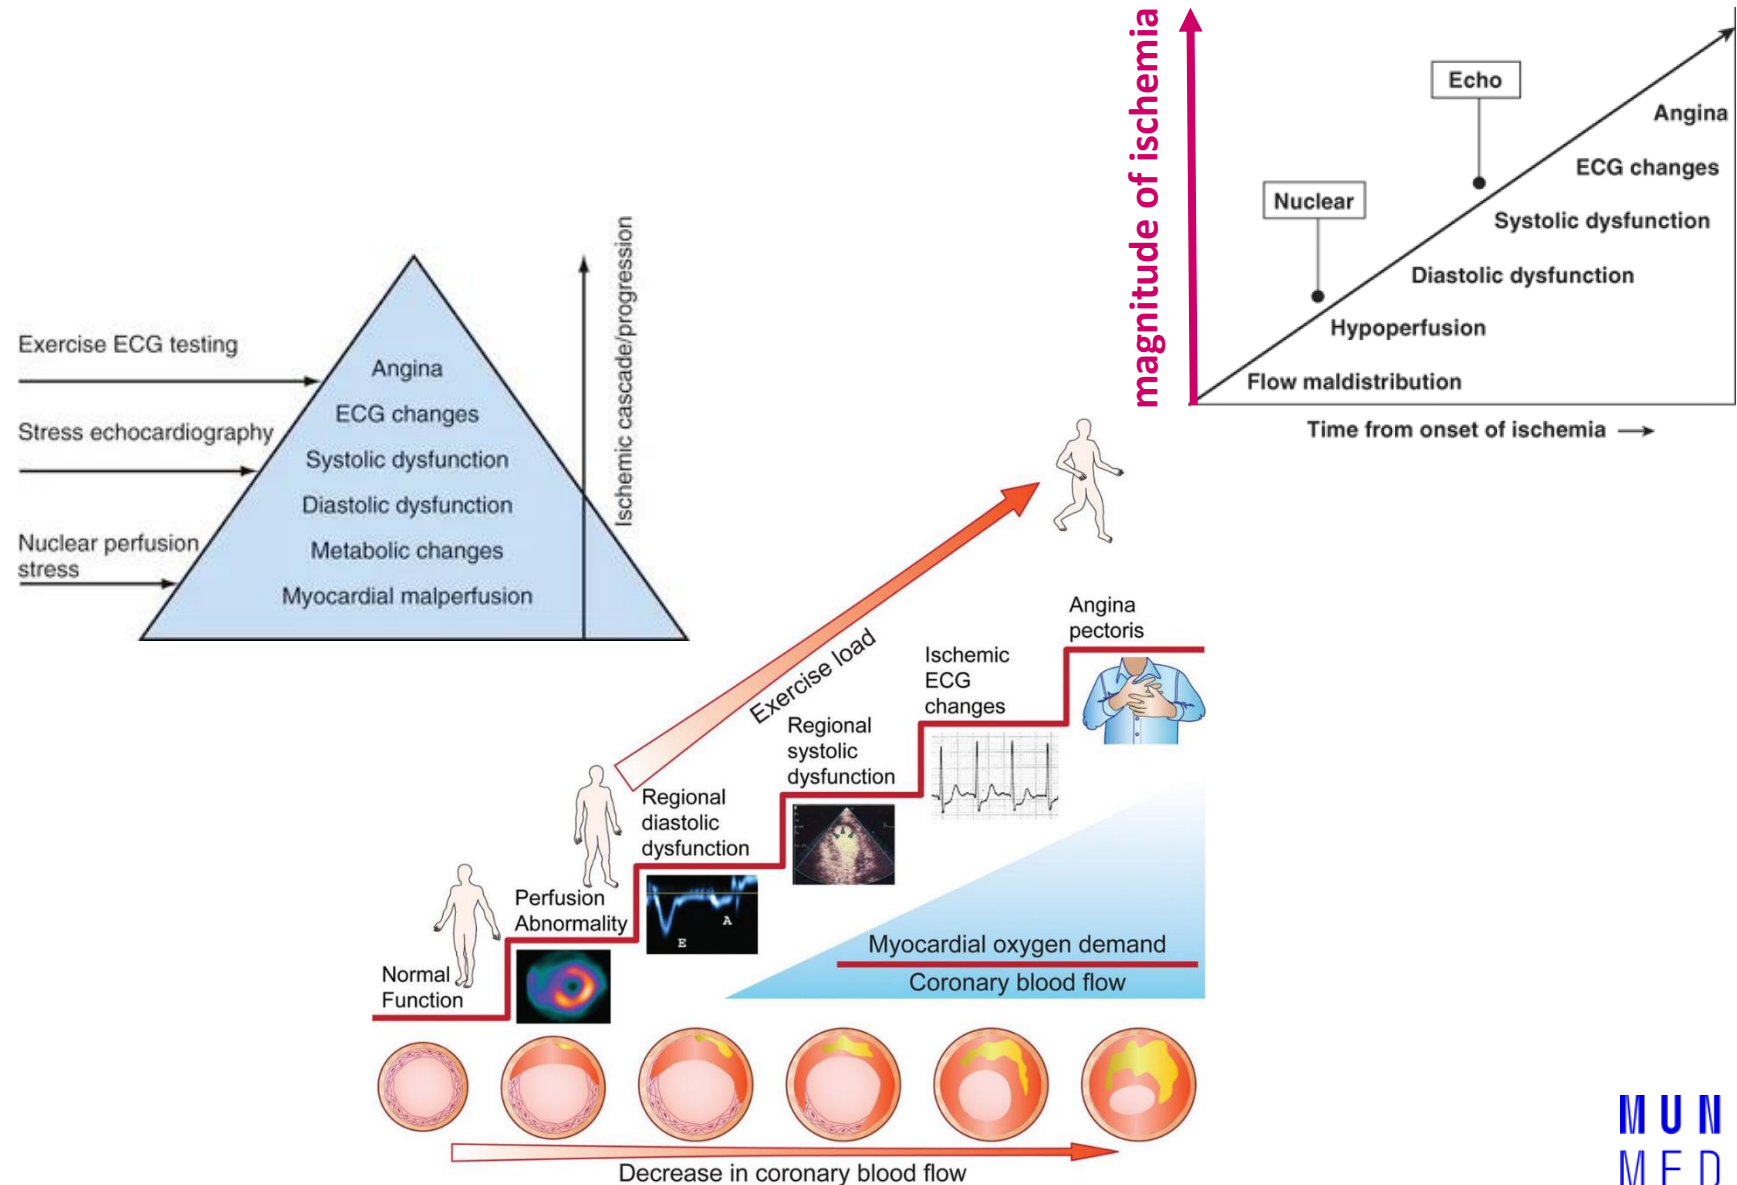 Exercise ECG testing
Stress echocardiography
Nuclear perfusion
stress
Angina
ECG changes
Systolic dysfunction
Diastolic dysfunction
Metabolic changes
Myocardial malperfusion
Ischemic cascade/progression
magnitude of ischemia
Echo
Nuclear
Angina
ECG changes
Systolic dysfunction
Diastolic dysfunction
Hypoperfusion
Flow maldistribution
Time from onset of ischemia
Exercise load
Angina
pectoris
Ischemic
ECG
changes
Regional
systolic
dysfunction
Regional
diastolic
dysfunction
E
A
Perfusion
Abnormality
Normal
Function
Myocardial oxygen demand
Coronary blood flow
Decrease in coronary blood flow
MUN
MED